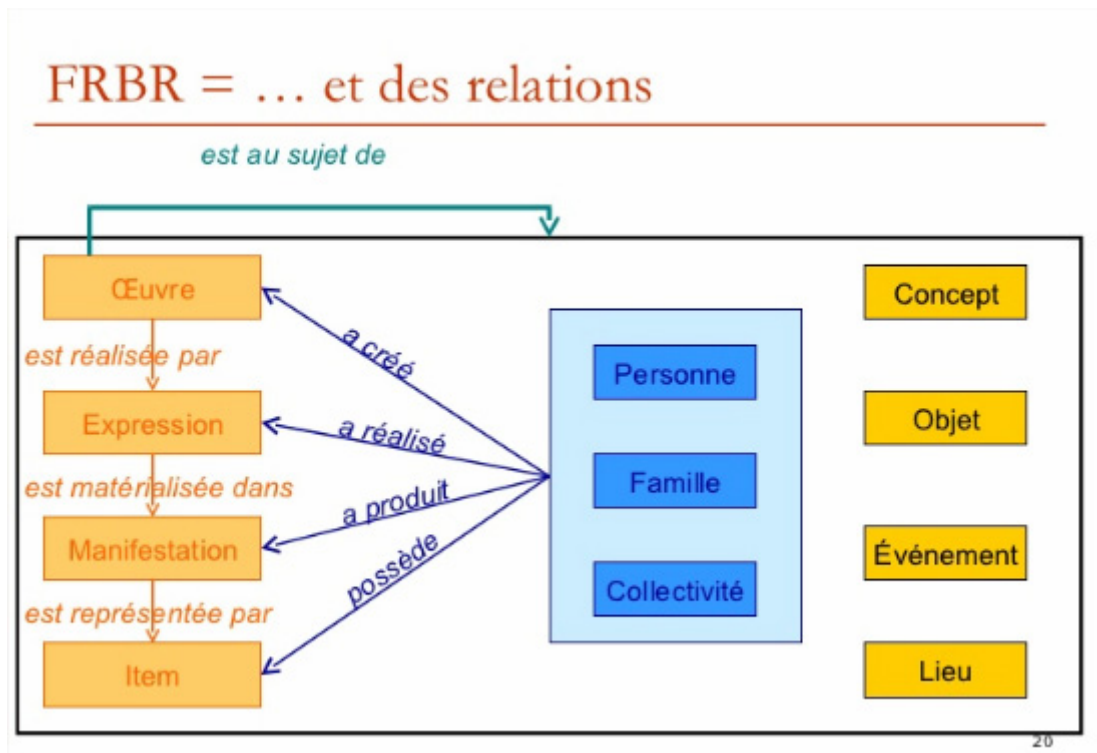 FRBR = … et des relations
est au sujet de
Œuvre
est réalisée par
Expression
est matérialisée dans
Manifestation
est représentée par
Item
a créé
a réalisé
a produit
possède
Personne
Famille
Collectivité
Concept
Objet
Événement
Lieu
20